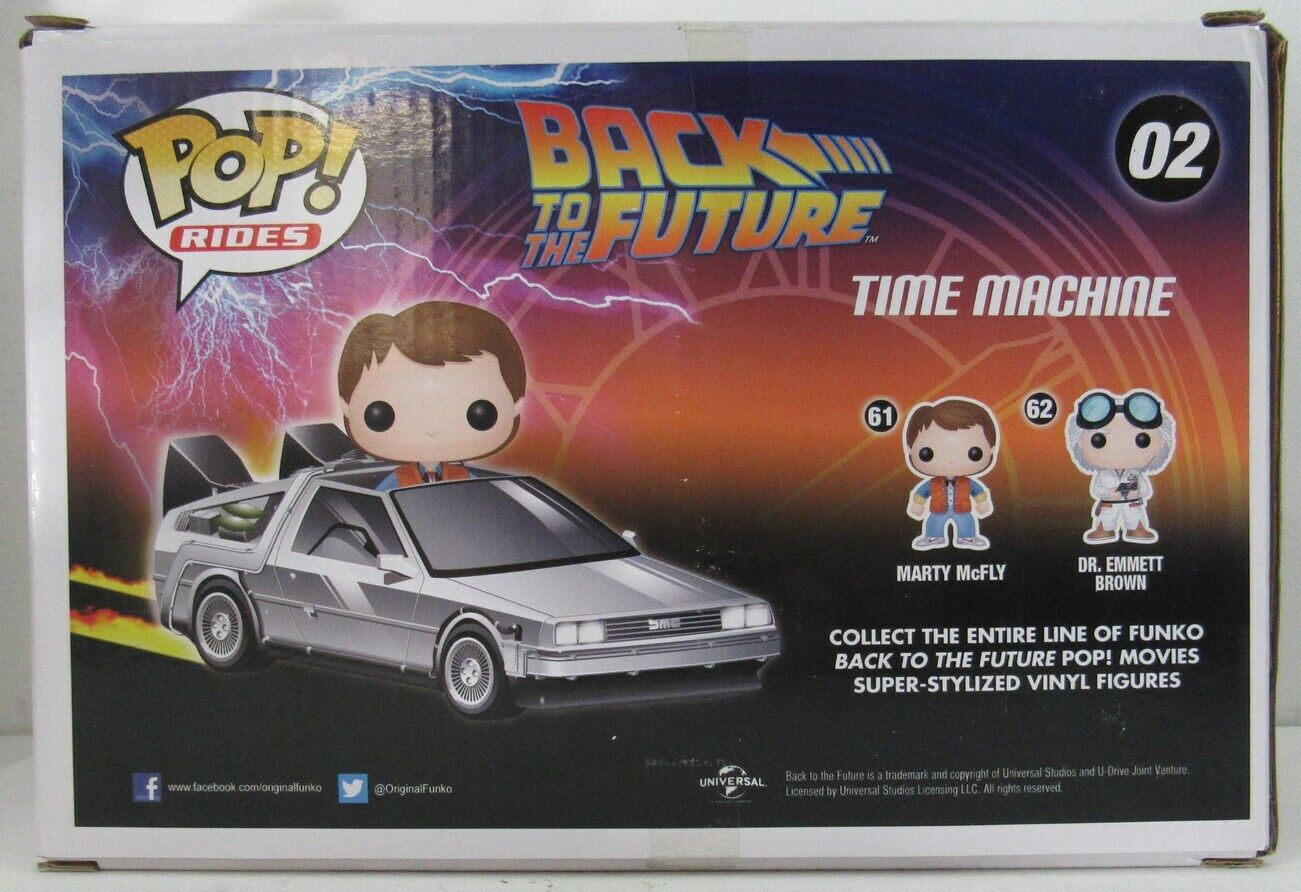 POP!
RIDES
BACK
TO THE FUTURE™
02
TIME MACHINE
61
62
MARTY McFLY
DR. EMMETT
BROWN
COLLECT THE ENTIRE LINE OF FUNKO
BACK TO THE FUTURE POP! MOVIES
SUPER-STYLIZED VINYL FIGURES
DMC
f www.facebook.com/originalfunko
@OriginalFunko
UNIVERSAL
Back to the Future is a trademark and copyright of Universal Studios and U-Drive Joint Venture.
Licensed by Universal Studios Licensing LLC. All rights reserved.